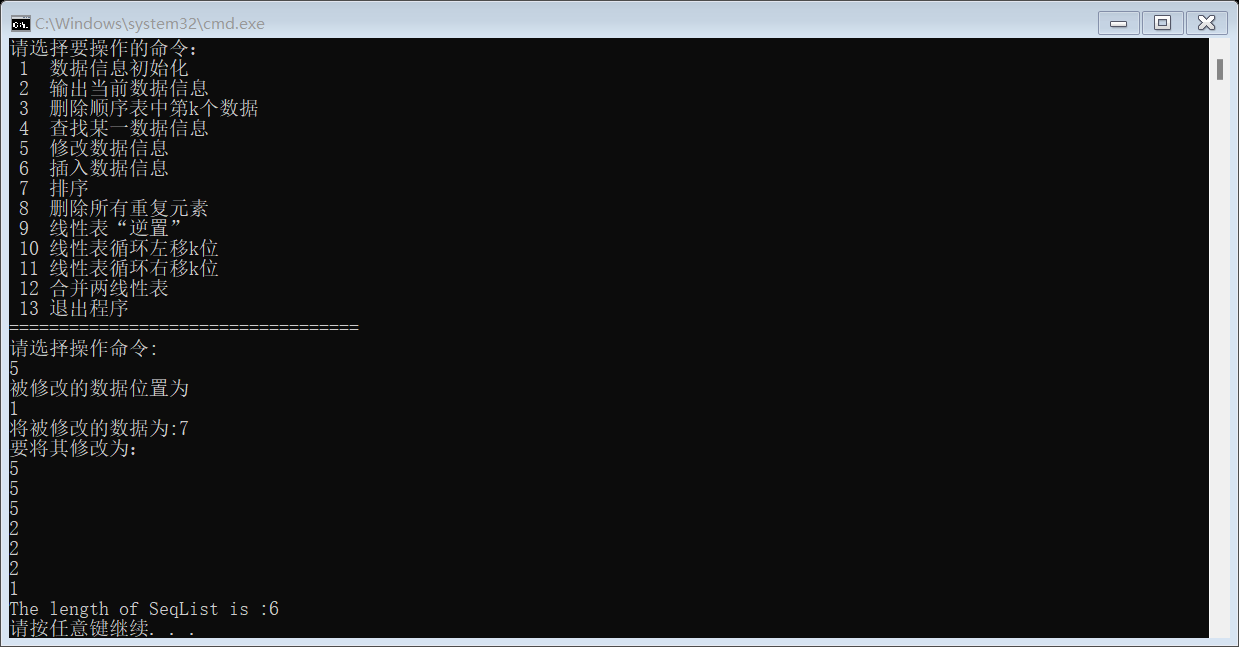 C:\Windows\system32\cmd.exe
请选择要操作的命令：
1 数据信息初始化
2 输出当前数据信息
3 删除顺序表中第k个数据
4 查找某一数据信息
5 修改数据信息
6 插入数据信息
7 排序
8 删除所有重复元素
9 线性表“逆置”
10 线性表循环左移k位
11 线性表循环右移k位
12 合并两线性表
13 退出程序
===================================
请选择操作命令:
5
被修改的数据位置为
1
将被修改的数据为:7
要将其修改为：
5
5
5
2
2
2
1
The length of SeqList is :6
请按任意键继续. . .